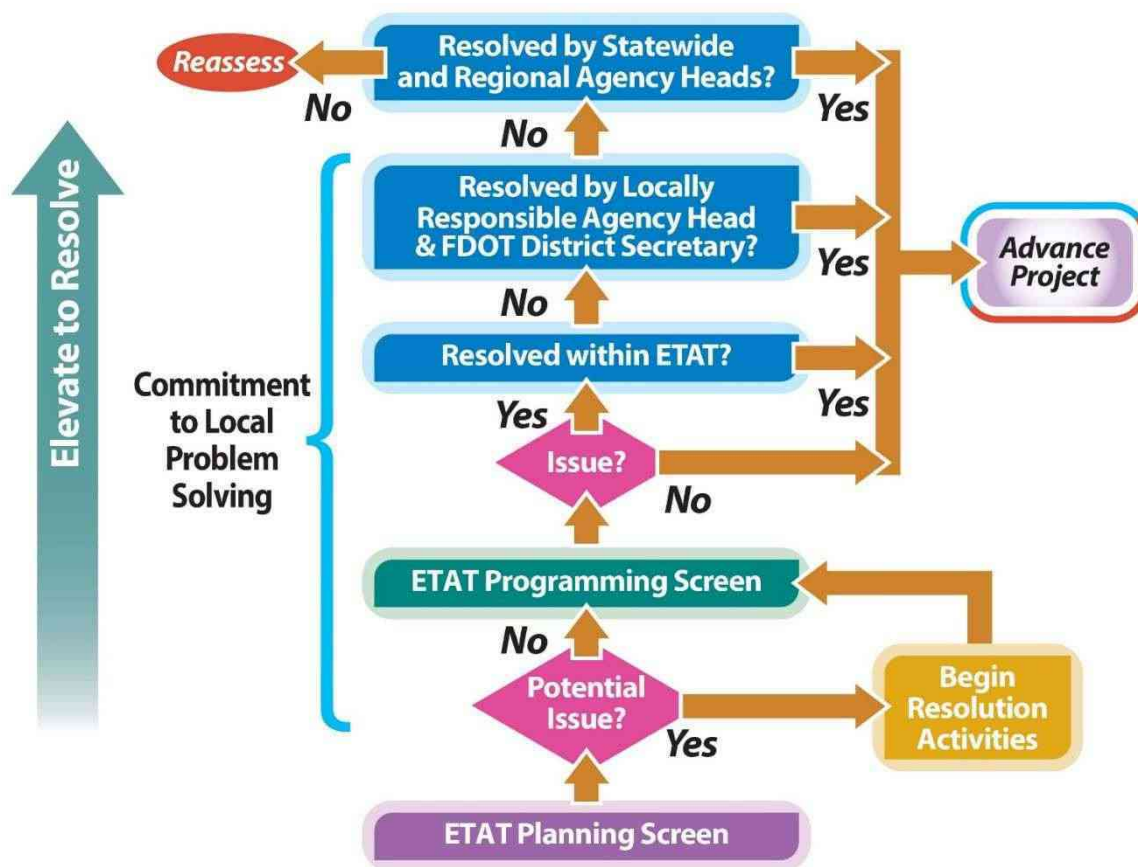 Resolved by Statewide
and Regional Agency Heads?
Reassess
No
Yes
No
Resolved by Locally
Responsible Agency Head
& FDOT District Secretary?
Yes
Advance
Project
No
Resolved within ETAT?
Yes
Yes
Issue?
No
Elevate to Resolve
Commitment
to Local
Problem
Solving
ETAT Programming Screen
No
Potential
Issue?
Yes
Begin
Resolution
Activities
ETAT Planning Screen